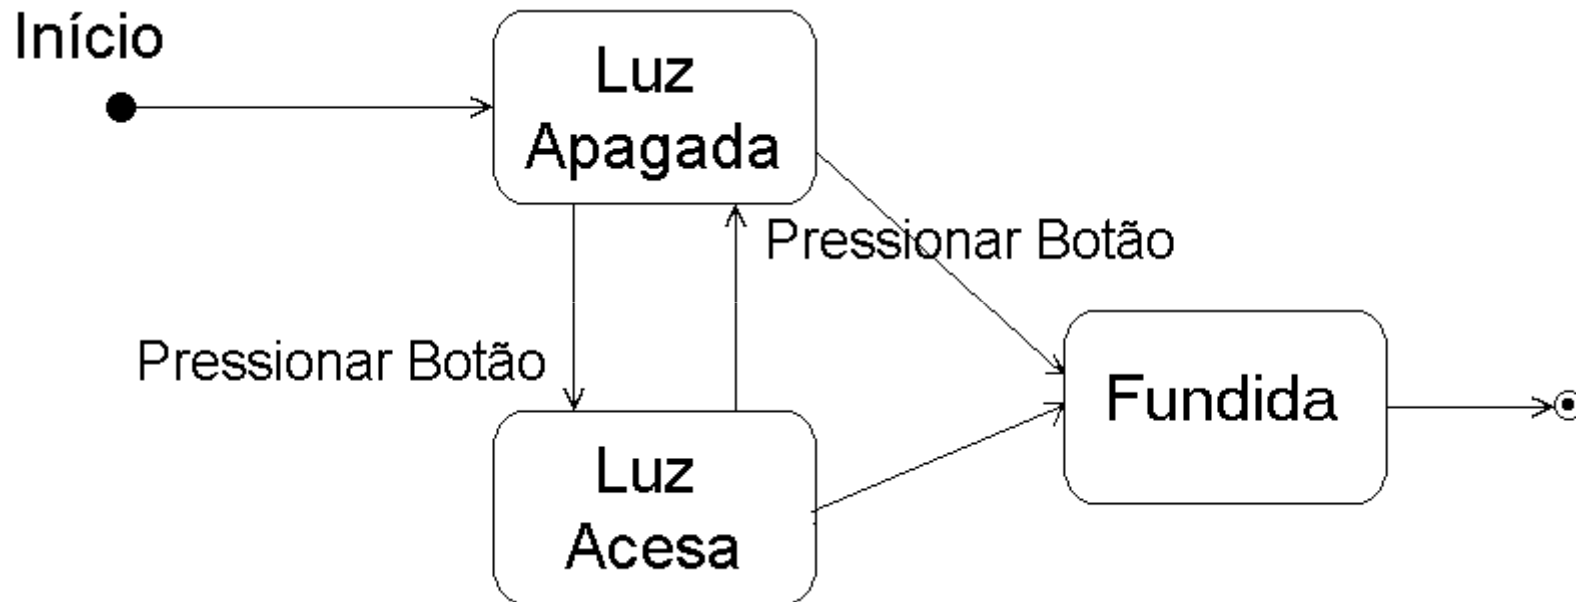 Início
Luz
Apagada
Pressionar Botão
Pressionar Botão
Fundida
Luz
Acesa